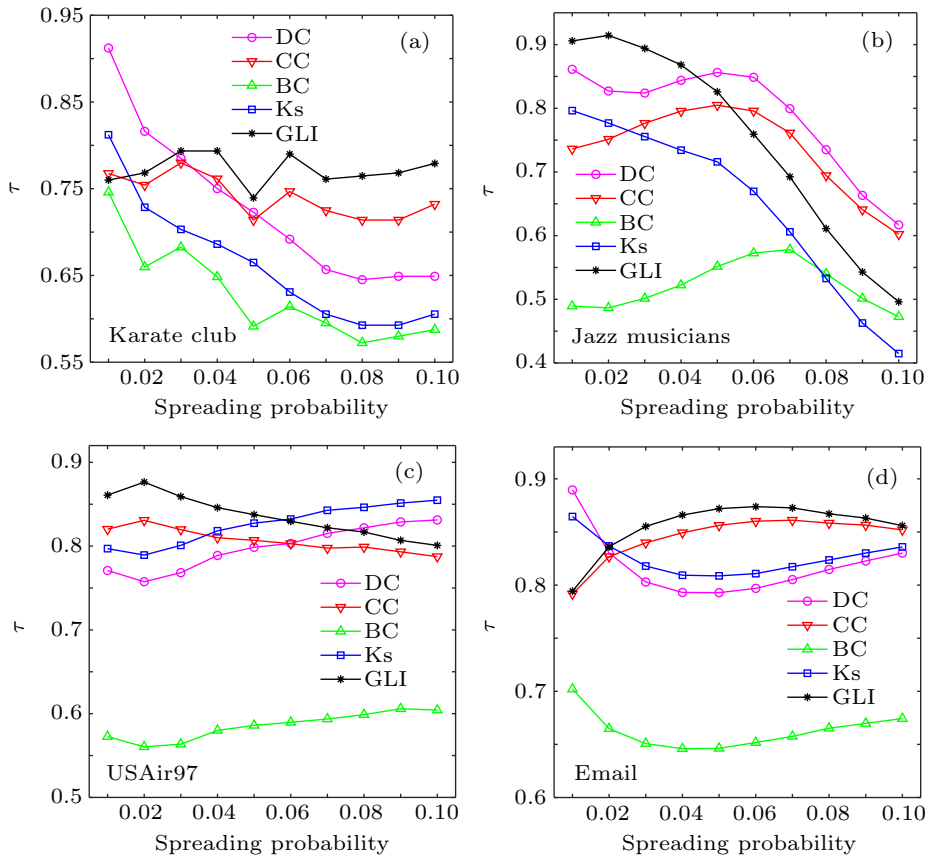 (a)
0.95
0.85
0.75
0.65
0.55
τ
DC
CC
BC
Ks
GLI
Karate club
0.02 0.04 0.06 0.08 0.10
Spreading probability
(b)
0.9
0.8
0.7
0.6
0.5
0.4
τ
DC
CC
BC
Ks
GLI
Jazz musicians
0.02 0.04 0.06 0.08 0.10
Spreading probability
(c)
0.9
0.8
0.7
0.6
0.5
τ
DC
CC
BC
Ks
GLI
USAir97
0.02 0.04 0.06 0.08 0.10
Spreading probability
(d)
0.9
0.8
0.7
0.6
τ
DC
CC
BC
Ks
GLI
Email
0.02 0.04 0.06 0.08 0.10
Spreading probability